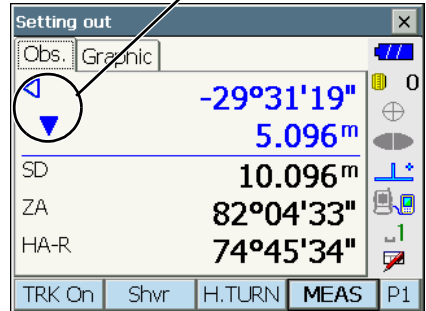 Setting out
Obs. Graphic
-29°31'19" 0
5.096m
SD 10.096m
ZA 82°04'33"
HA-R 74°45'34" 1
TRK On Shvr H.TURN MEAS P1